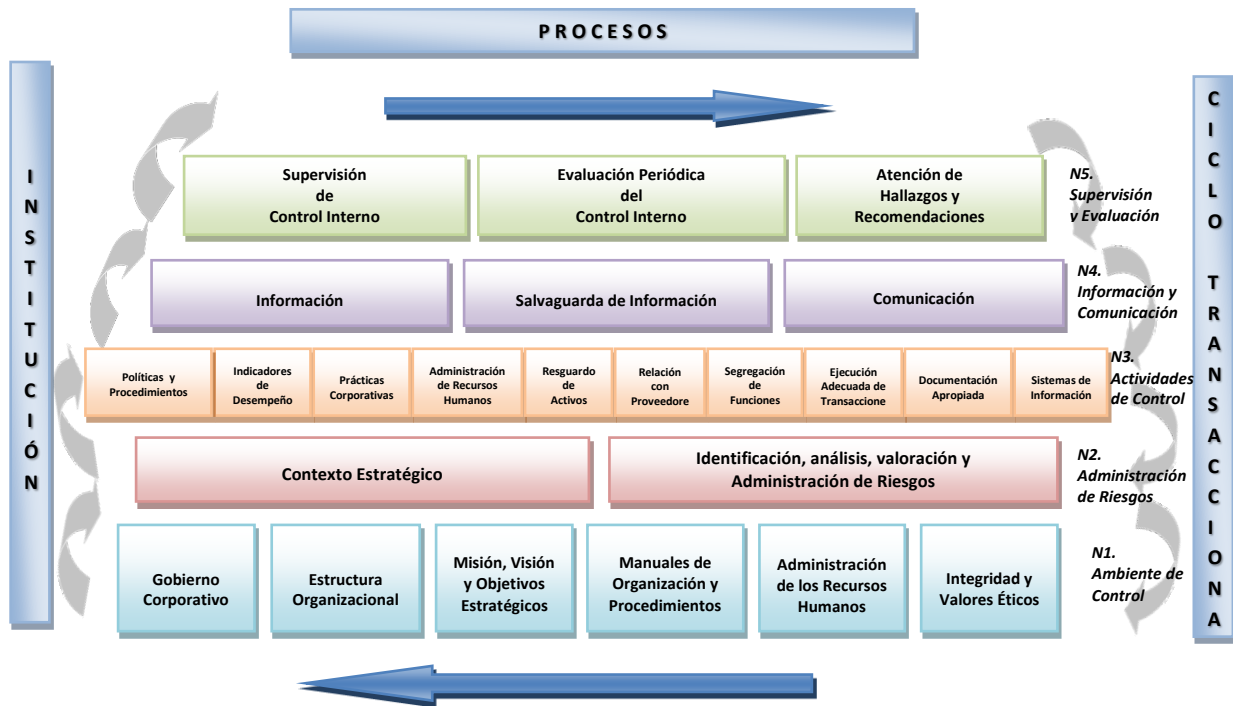 PROCESOS
INSTITUCIÓN
CICLO TRANSACCIONA
Supervisión
de
Control Interno
Evaluación Periódica
del
Control Interno
Atención de
Hallazgos y
Recomendaciones
N5.
Supervisión
y Evaluación
Información
Salvaguarda de Información
Comunicación
N4.
Información y
Comunicación
Políticas y
Procedimientos
Indicadores
de
Desempeño
Prácticas
Corporativas
Administración
de Recursos
Humanos
Resguardo
de
Activos
Relación
con
Proveedore
Segregación
de
Funciones
Ejecución
Adecuada de
Transaccione
Documentación
Apropiada
Sistemas de
Información
N3.
Actividades
de Control
Contexto Estratégico
Identificación, análisis, valoración y
Administración de Riesgos
N2.
Administración
de Riesgos
Gobierno
Corporativo
Estructura
Organizacional
Misión, Visión
y Objetivos
Estratégicos
Manuales de
Organización y
Procedimientos
Administración
de los Recursos
Humanos
Integridad y
Valores Éticos
N1.
Ambiente de
Control